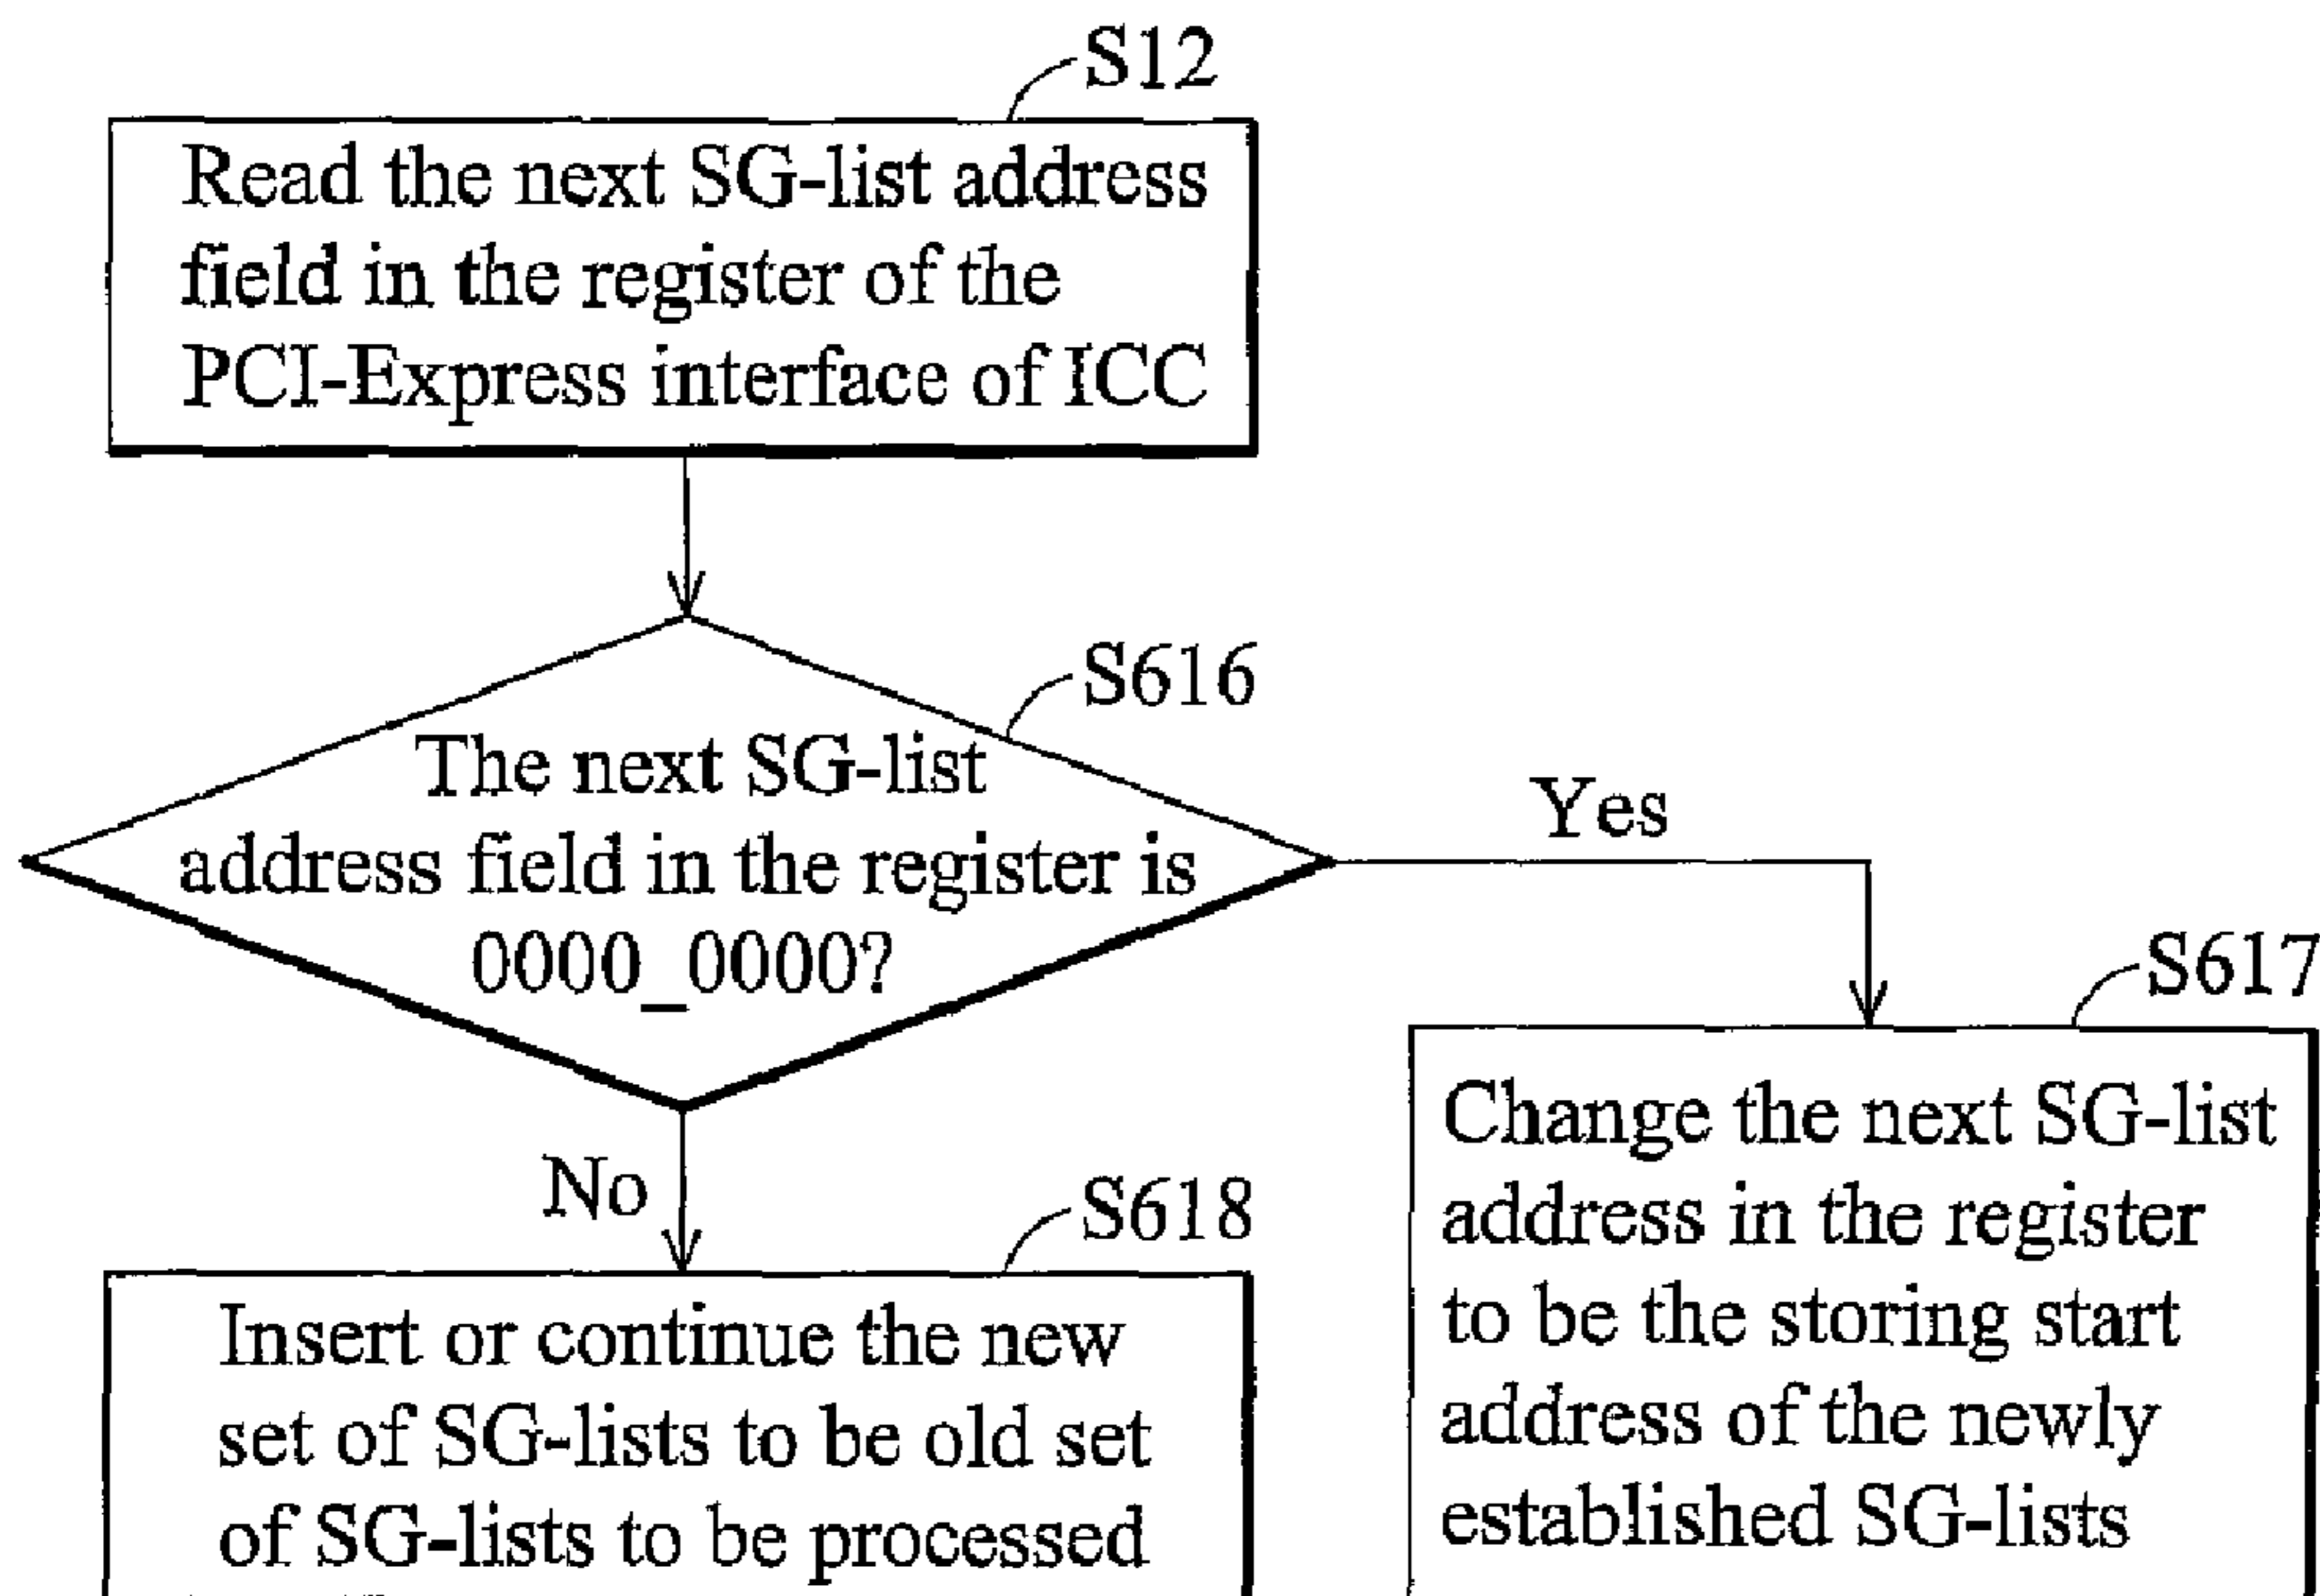 S12
Read the next SG-list address
field in the register of the
PCI-Express interface of ICC
S616
The next SG-list
address field in the register is
0000_0000?
Yes
No
S617
Change the next SG-list
address in the register
to be the storing start
address of the newly
established SG-lists
S618
Insert or continue the new
set of SG-lists to be old set
of SG-lists to be processed